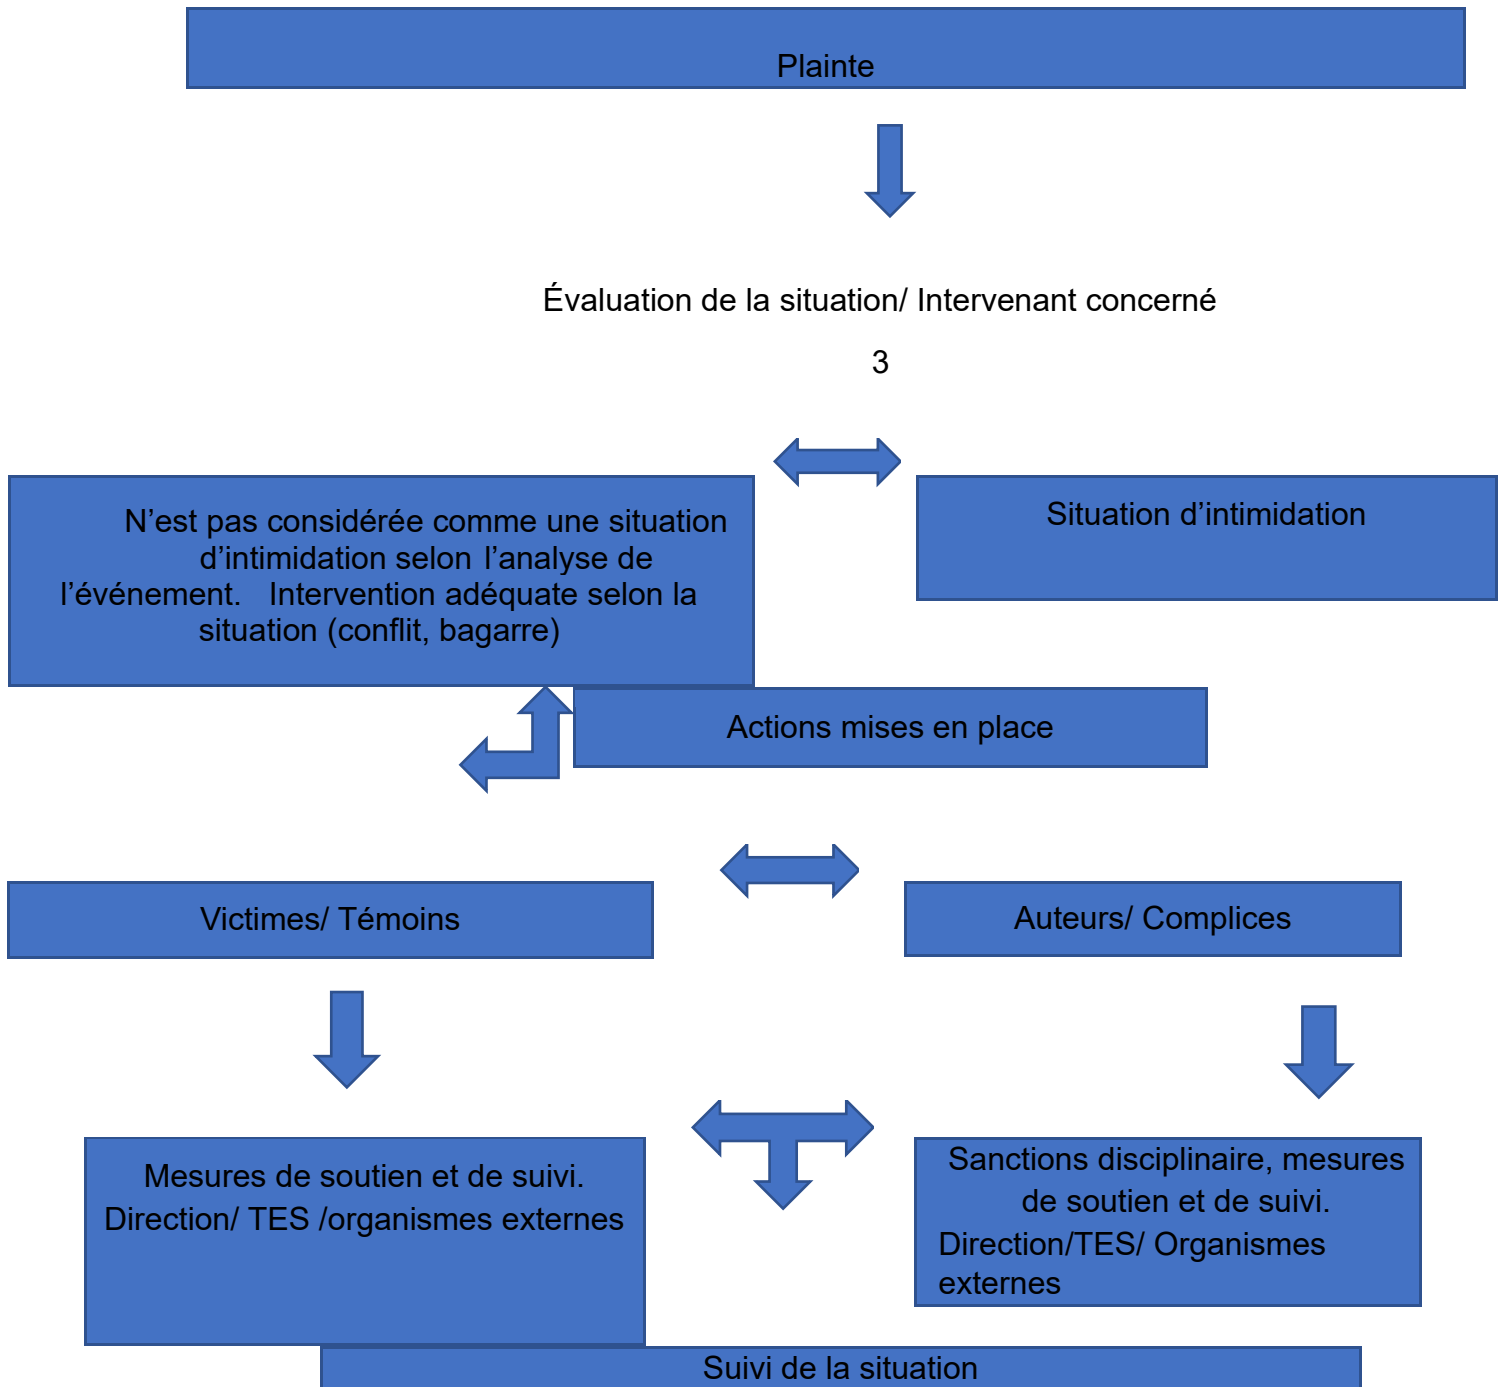 Plainte
Évaluation de la situation/ Intervenant concerné
3
N’est pas considérée comme une situation
d’intimidation selon l’analyse de
l’événement. Intervention adéquate selon la
situation (conflit, bagarre)
Situation d’intimidation
Actions mises en place
Victimes/ Témoins
Auteurs/ Complices
Mesures de soutien et de suivi.
Direction/ TES /organismes externes
Sanctions disciplinaire, mesures
de soutien et de suivi.
Direction/TES/ Organismes
externes
Suivi de la situation